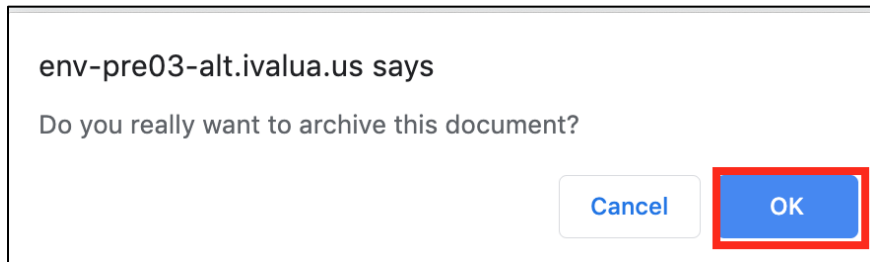 env-pre03-alt.ivalua.us says
Do you really want to archive this document?
Cancel OK